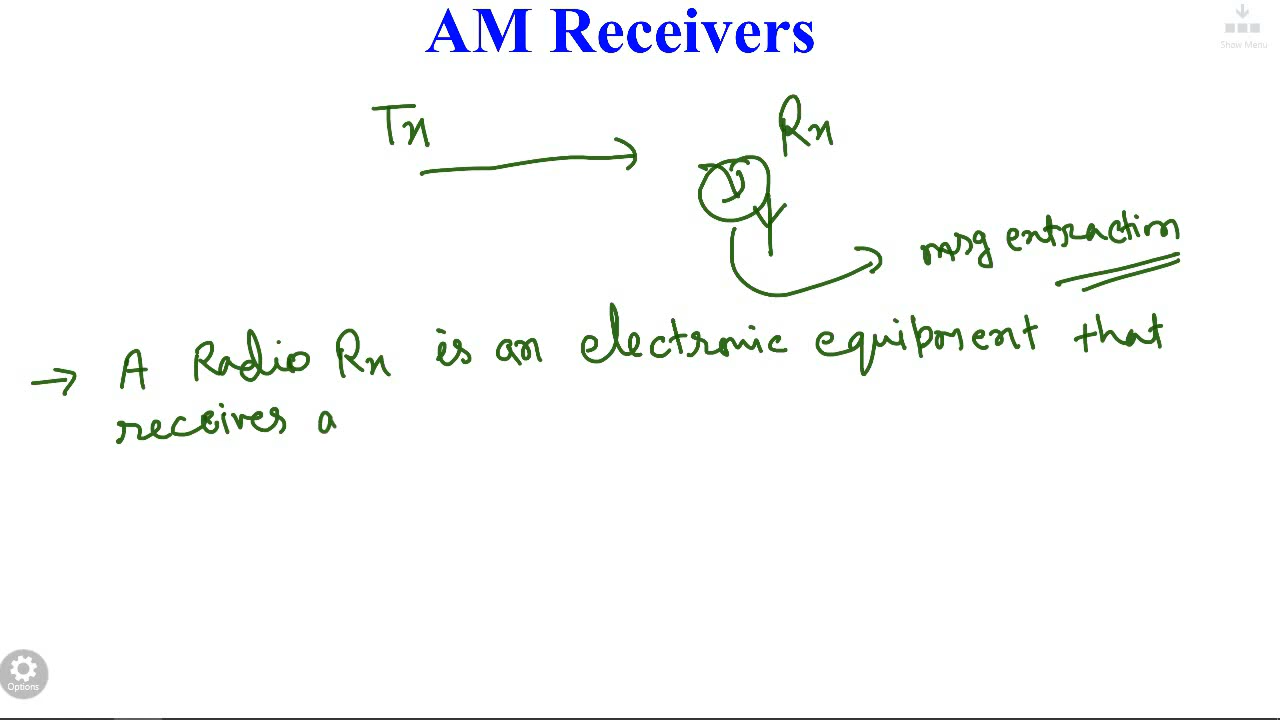 AM Receivers
Show Menu
Tx
Rx
D
msg extraction
→ A Radio Rx is an electronic equipment that
receives a
Options